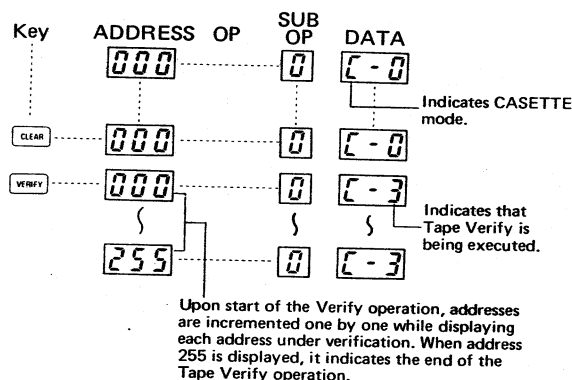 Key ADDRESS OP SUB OP DATA
000 0 C - 0
Indicates CASETTE
mode.
CLEAR 000 0 C - 0
VERIFY 000 0 C - 3
Indicates that
Tape Verify is
being executed.
255 0 C - 3
Upon start of the Verify operation, addresses
are incremented one by one while displaying
each address under verification. When address
255 is displayed, it indicates the end of the
Tape Verify operation.